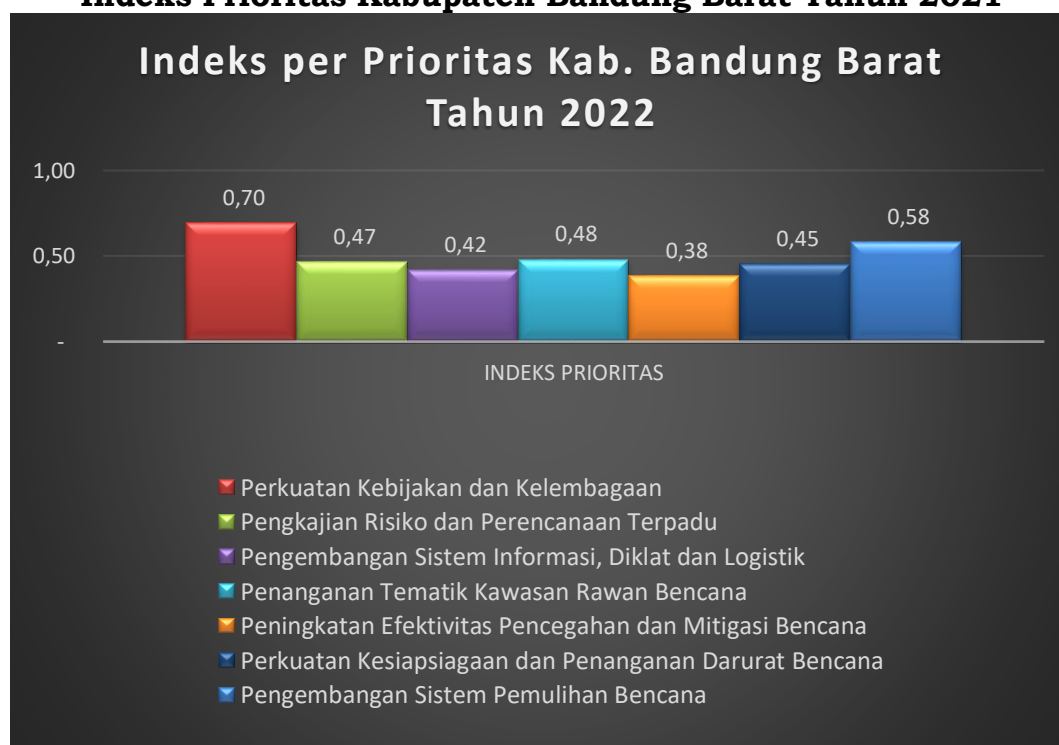 Indeks Prioritas Kabupaten Bandung Barat Tahun 2021
Indeks per Prioritas Kab. Bandung Barat
Tahun 2022
1,00
0,50
-
0,70
0,47
0,42
0,48
0,38
0,45
0,58
INDEKS PRIORITAS
Perkuatan Kebijakan dan Kelembagaan
Pengkajian Risiko dan Perencanaan Terpadu
Pengembangan Sistem Informasi, Diklat dan Logistik
Penanganan Tematik Kawasan Rawan Bencana
Peningkatan Efektivitas Pencegahan dan Mitigasi Bencana
Perkuatan Kesiapsiagaan dan Penanganan Darurat Bencana
Pengembangan Sistem Pemulihan Bencana